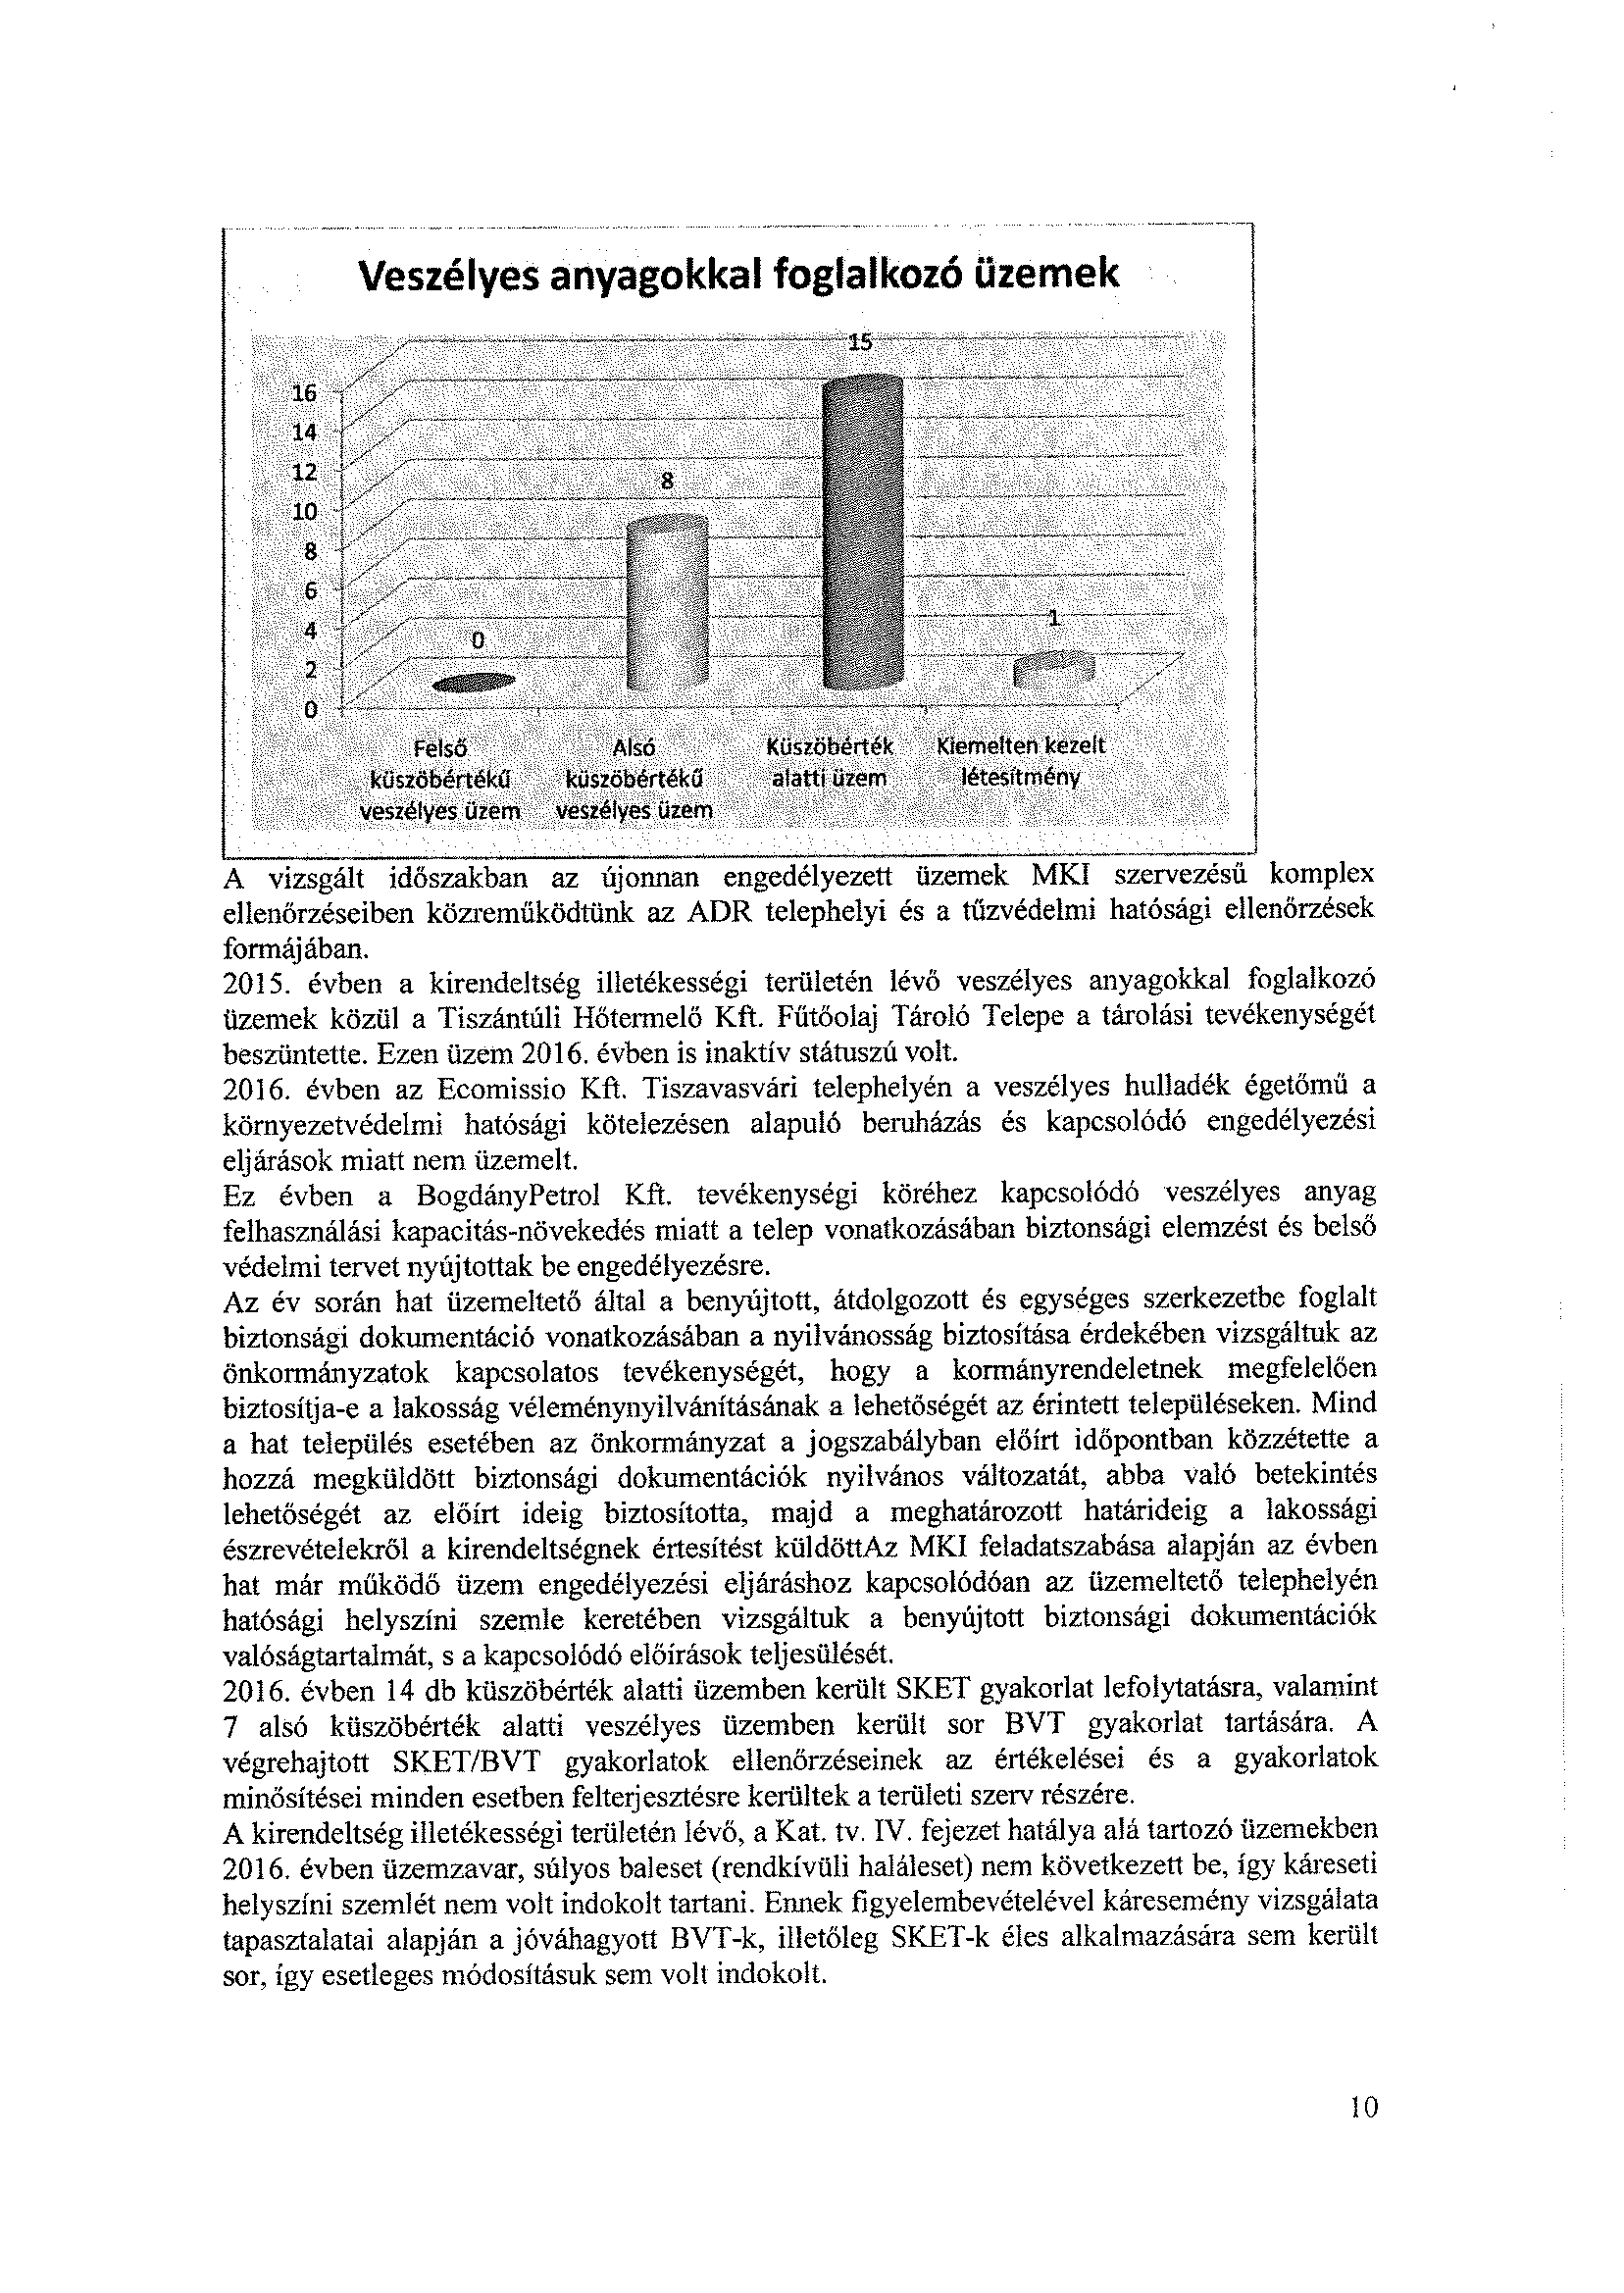 Veszélyes anyagokkal foglalkozó üzemek
15
16
14
12
8
10
8
6
1
4
0
2
0
Felső Alsó Küszöbérték Kiemelten kezelt
küszöbértékű küszöbértékű alatti üzem létesítmény
veszélyes üzem veszélyes üzem
A vizsgált időszakban az újonnan engedélyezett üzemek MKI szervezésű komplex
ellenőrzéseiben közreműködtünk az ADR telephelyi és a tűzvédelmi hatósági ellenőrzések
formájában.
2015. évben a kirendeltség illetékességi területén lévő veszélyes anyagokkal foglalkozó
üzemek közül a Tiszántúli Hőtermelő Kft. Fűtőolaj Tároló Telepe a tárolási tevékenységét
beszüntette. Ezen üzem 2016. évben is inaktív státuszú volt.
2016. évben az Ecomissio Kft. Tiszavasvári telephelyén a veszélyes hulladék égetőmű a
környezetvédelmi hatósági kötelezésen alapuló beruházás és kapcsolódó engedélyezési
eljárások miatt nem üzemelt.
Ez évben a BogdányPetrol Kft. tevékenységi köréhez kapcsolódó veszélyes anyag
felhasználási kapacitás-növekedés miatt a telep vonatkozásában biztonsági elemzést és belső
védelmi tervet nyújtottak be engedélyezésre.
Az év során hat üzemeltető által a benyújtott, átdolgozott és egységes szerkezetbe foglalt
biztonsági dokumentáció vonatkozásában a nyilvánosság biztosítása érdekében vizsgáltuk az
önkormányzatok kapcsolatos tevékenységét, hogy a kormányrendeletnek megfelelően
biztosítja-e a lakosság véleménynyilvánításának a lehetőségét az érintett településeken. Mind
a hat település esetében az önkormányzat a jogszabályban előírt időpontban közzétette a
hozzá megküldött biztonsági dokumentációk nyilvános változatát, abba való betekintés
lehetőségét az előírt ideig biztosította, majd a meghatározott határideig a lakossági
észrevételekről a kirendeltségnek értesítést küldöttAz MKI feladatszabása alapján az évben
hat már működő üzem engedélyezési eljáráshoz kapcsolódóan az üzemeltető telephelyén
hatósági helyszíni szemle keretében vizsgáltuk a benyújtott biztonsági dokumentációk
valóságtartalmát, s a kapcsolódó előírások teljesülését.
2016. évben 14 db küszöbérték alatti üzemben került SKET gyakorlat lefolytatásra, valamint
7 alsó küszöbérték alatti veszélyes üzemben került sor BVT gyakorlat tartására. A
végrehajtott SKET/BVT gyakorlatok ellenőrzéseinek az értékelései és a gyakorlatok
minősítései minden esetben felterjesztésre kerültek a területi szerv részére.
A kirendeltség illetékességi területén lévő, a Kat. tv. IV. fejezet hatálya alá tartozó üzemekben
2016. évben üzemzavar, súlyos baleset (rendkívüli haláleset) nem következett be, így káreseti
helyszíni szemlét nem volt indokolt tartani. Ennek figyelembevételével káresemény vizsgálata
tapasztalatai alapján a jóváhagyott BVT-k, illetőleg SKET-k éles alkalmazására sem került
sor, így esetleges módosításuk sem volt indokolt.
10